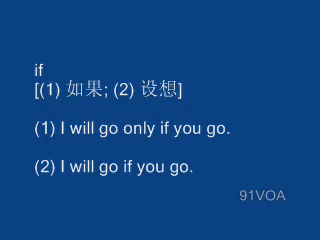 if
[(1) 如果; (2) 设想]
(1) I will go only if you go.
(2) I will go if you go.
91VOA